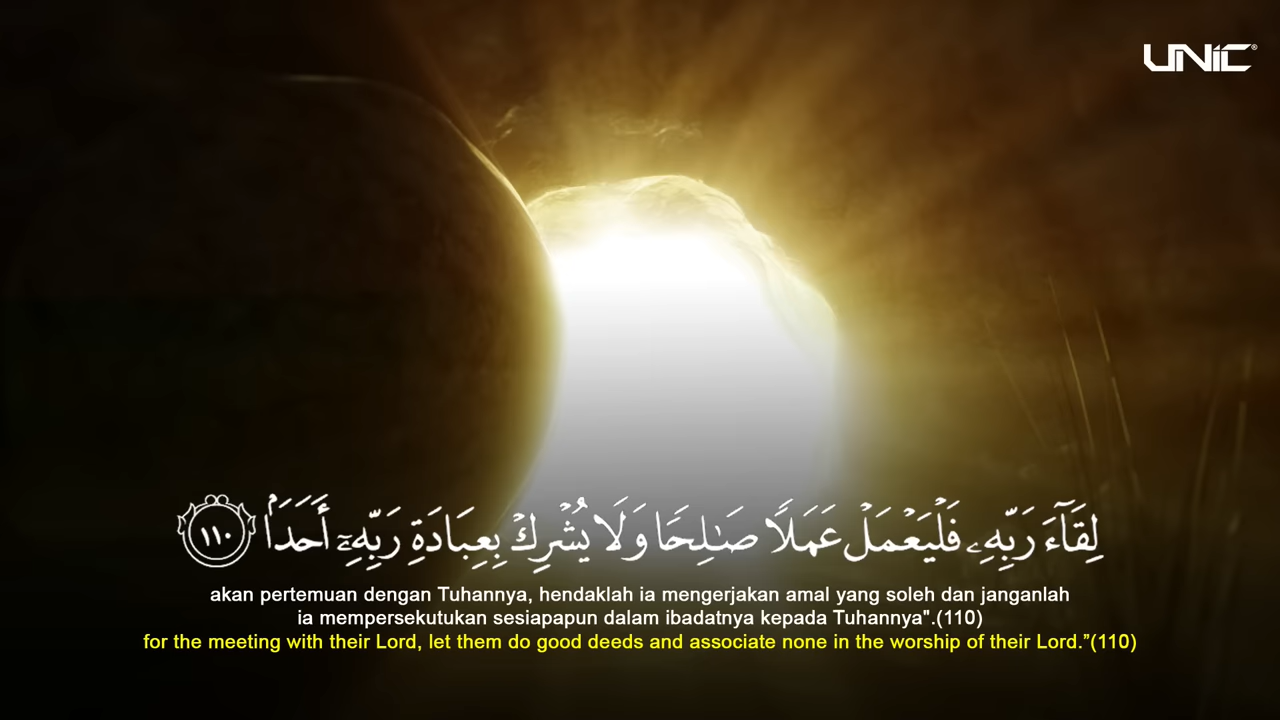 UNIC®
لِقَآءَ رَبِّهِۦ فَلْيَعْمَلْ عَمَلًا صَـٰلِحًا وَلَا يُشْرِكْ بِعِبَادَةِ رَبِّهِۦٓ أَحَدًۢا ١١٠
akan pertemuan dengan Tuhannya, hendaklah ia mengerjakan amal yang soleh dan janganlah
ia mempersekutukan sesiapapun dalam ibadatnya kepada Tuhannya".(110)
for the meeting with their Lord, let them do good deeds and associate none in the worship of their Lord.”(110)